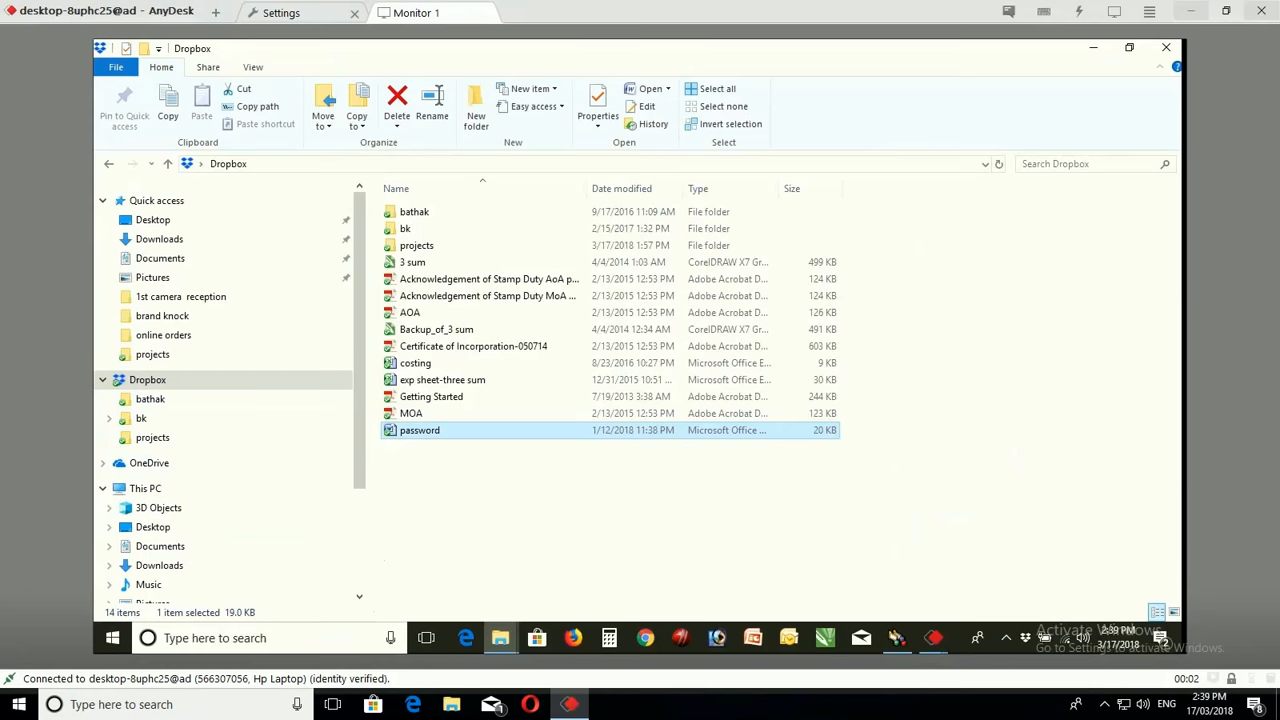 desktop-8uphc25@ad - AnyDesk
Settings
Monitor 1
Dropbox
File
Home
Share
View
Pin to Quick access
Copy
Paste
Cut
Copy path
Paste shortcut
Move to
Copy to
Delete
Rename
New folder
New item
Easy access
Properties
Open
Edit
History
Select all
Select none
Invert selection
Clipboard
Organize
New
Open
Select
Dropbox
Search Dropbox
Name Date modified Type Size
Quick access
Desktop
Downloads
Documents
Pictures
1st camera reception
brand knock
online orders
projects
Dropbox
bathak
bk
projects
OneDrive
This PC
3D Objects
Desktop
Documents
Downloads
Music
bathak 9/17/2016 11:09 AM File folder
bk 2/15/2017 1:32 PM File folder
projects 3/17/2018 1:57 PM File folder
3 sum 4/4/2014 1:03 AM CorelDRAW X7 Gr... 499 KB
Acknowledgement of Stamp Duty AoA p... 2/13/2015 12:53 PM Adobe Acrobat D... 124 KB
Acknowledgement of Stamp Duty MoA ... 2/13/2015 12:53 PM Adobe Acrobat D... 124 KB
AOA 2/13/2015 12:53 PM Adobe Acrobat D... 126 KB
Backup_of_3 sum 4/4/2014 12:34 AM CorelDRAW X7 Gr... 491 KB
Certificate of Incorporation-050714 2/13/2015 12:53 PM Adobe Acrobat D... 603 KB
costing 8/23/2016 10:27 PM Microsoft Office E... 9 KB
exp sheet-three sum 12/31/2015 10:51 ... Microsoft Office E... 30 KB
Getting Started 7/19/2013 3:38 AM Adobe Acrobat D... 244 KB
MOA 2/13/2015 12:53 PM Adobe Acrobat D... 123 KB
password 1/12/2018 11:38 PM Microsoft Office ... 20 KB
14 items 1 item selected 19.0 KB
Type here to search
2:39 PM
3/17/2018
Activate Windows
Go to Settings to activate Windows.
Connected to desktop-8uphc25@ad (566307056, Hp Laptop) (identity verified).
00:02
Type here to search
ENG
2:39 PM
17/03/2018